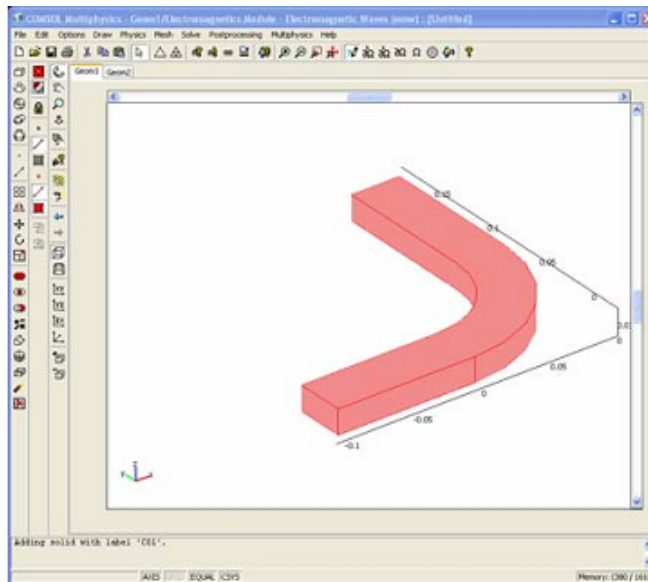 COMSOL Multiphysics - Geom1/Electromagnetics Module - Electromagnetic Waves (emw) : [Untitled]
File Edit Options Draw Physics Mesh Solve Postprocessing Multiphysics Help
Geom1 Geom2
0.15
0.1
0.05
0
0
0.05
0
-0.05
-0.1
Adding solid with label 'CO1'.
AXIS EQUAL CSYS
Memory: